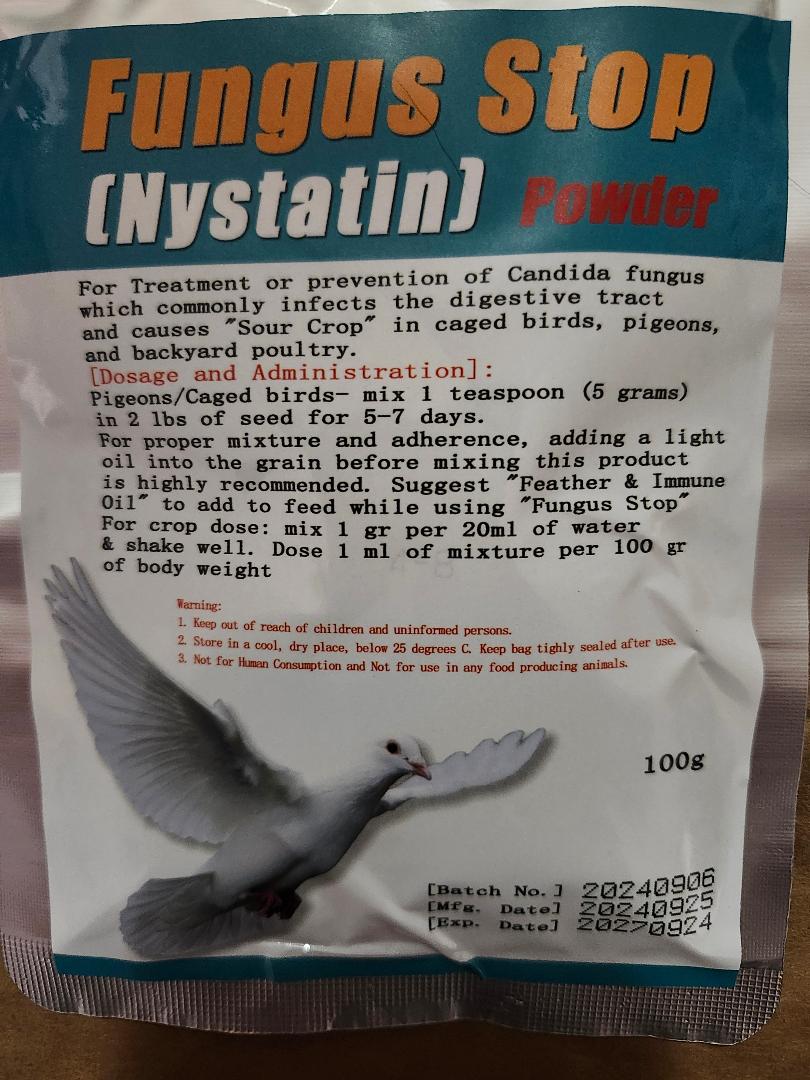 Fungus Stop
(Nystatin) Powder
For Treatment or prevention of Candida fungus
which commonly infects the digestive tract
and causes "Sour Crop" in caged birds, pigeons,
and backyard poultry.
[Dosage and Administration]:
Pigeons/Caged birds- mix 1 teaspoon (5 grams)
in 2 lbs of seed for 5-7 days.
For proper mixture and adherence, adding a light
oil into the grain before mixing this product
is highly recommended. Suggest "Feather & Immune
Oil" to add to feed while using "Fungus Stop"
For crop dose: mix 1 gr per 20ml of water
& shake well. Dose 1 ml of mixture per 100 gr
of body weight
Warning:
1. Keep out of reach of children and uninformed persons.
2. Store in a cool, dry place, below 25 degrees C. Keep bag tighly sealed after use.
3. Not for Human Consumption and Not for use in any food producing animals.
100g
[Batch No.] 20240906
[Mfg. Date] 20240925
[Exp. Date] 20270924